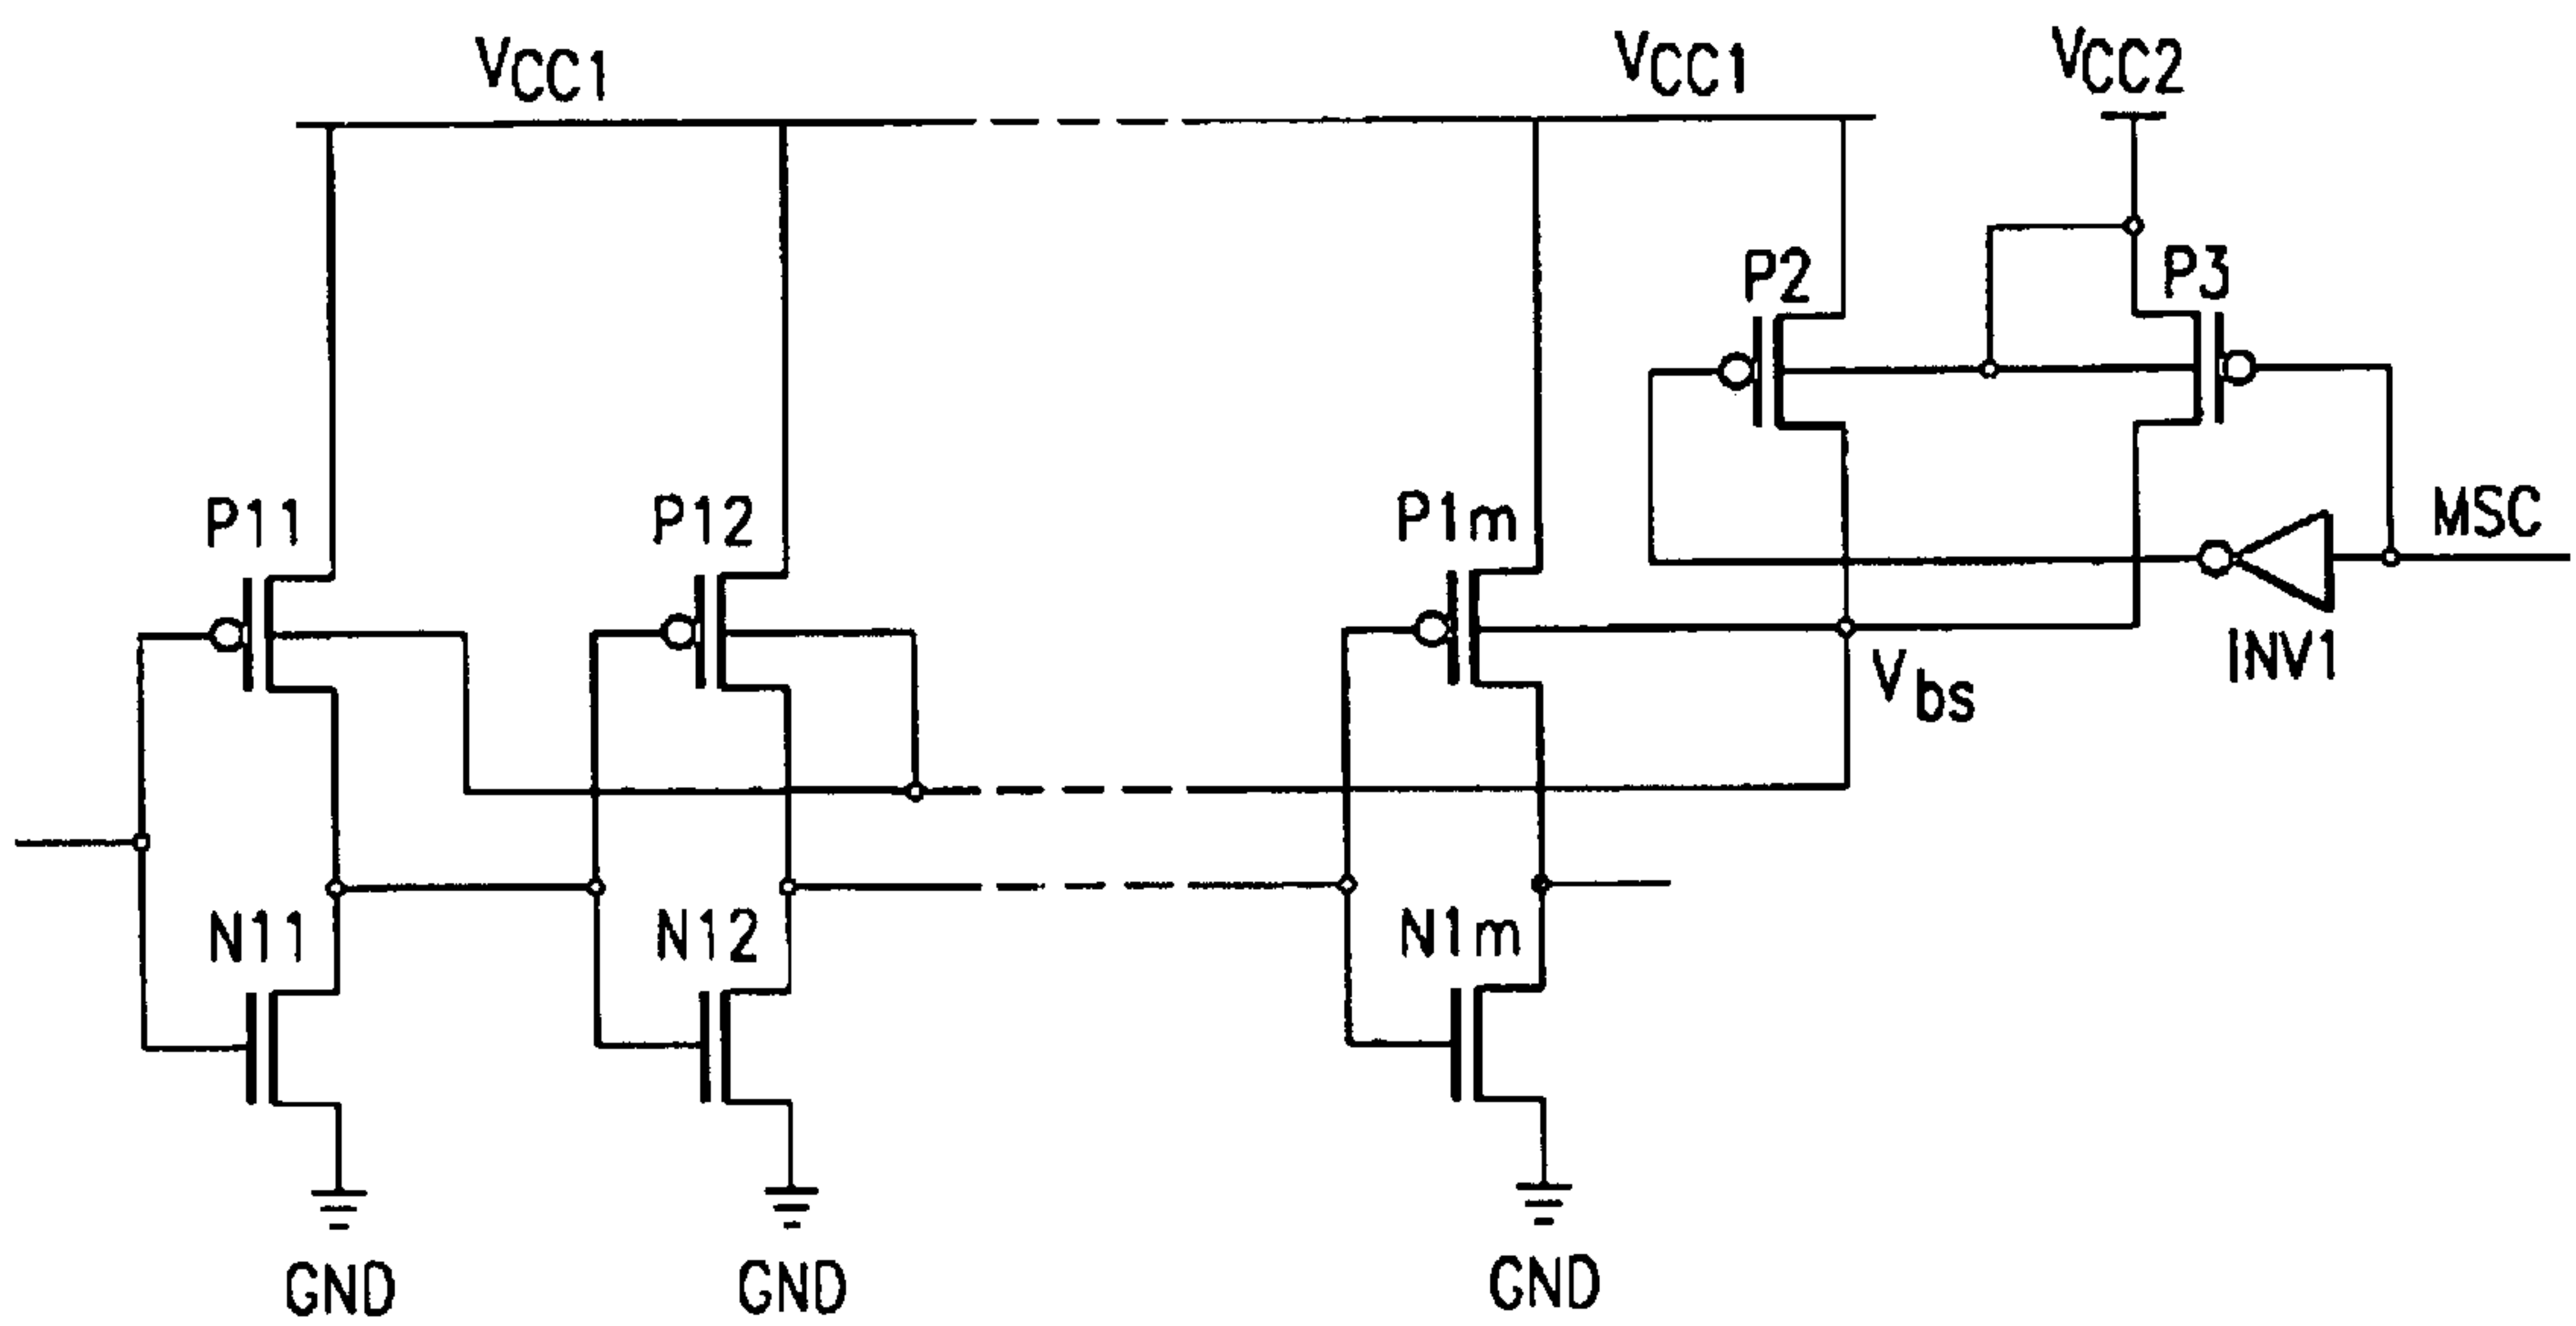 VCC1
VCC1
VCC2
P2
P3
P11
P12
P1m
MSC
INV1
Vbs
N11
N12
N1m
GND
GND
GND